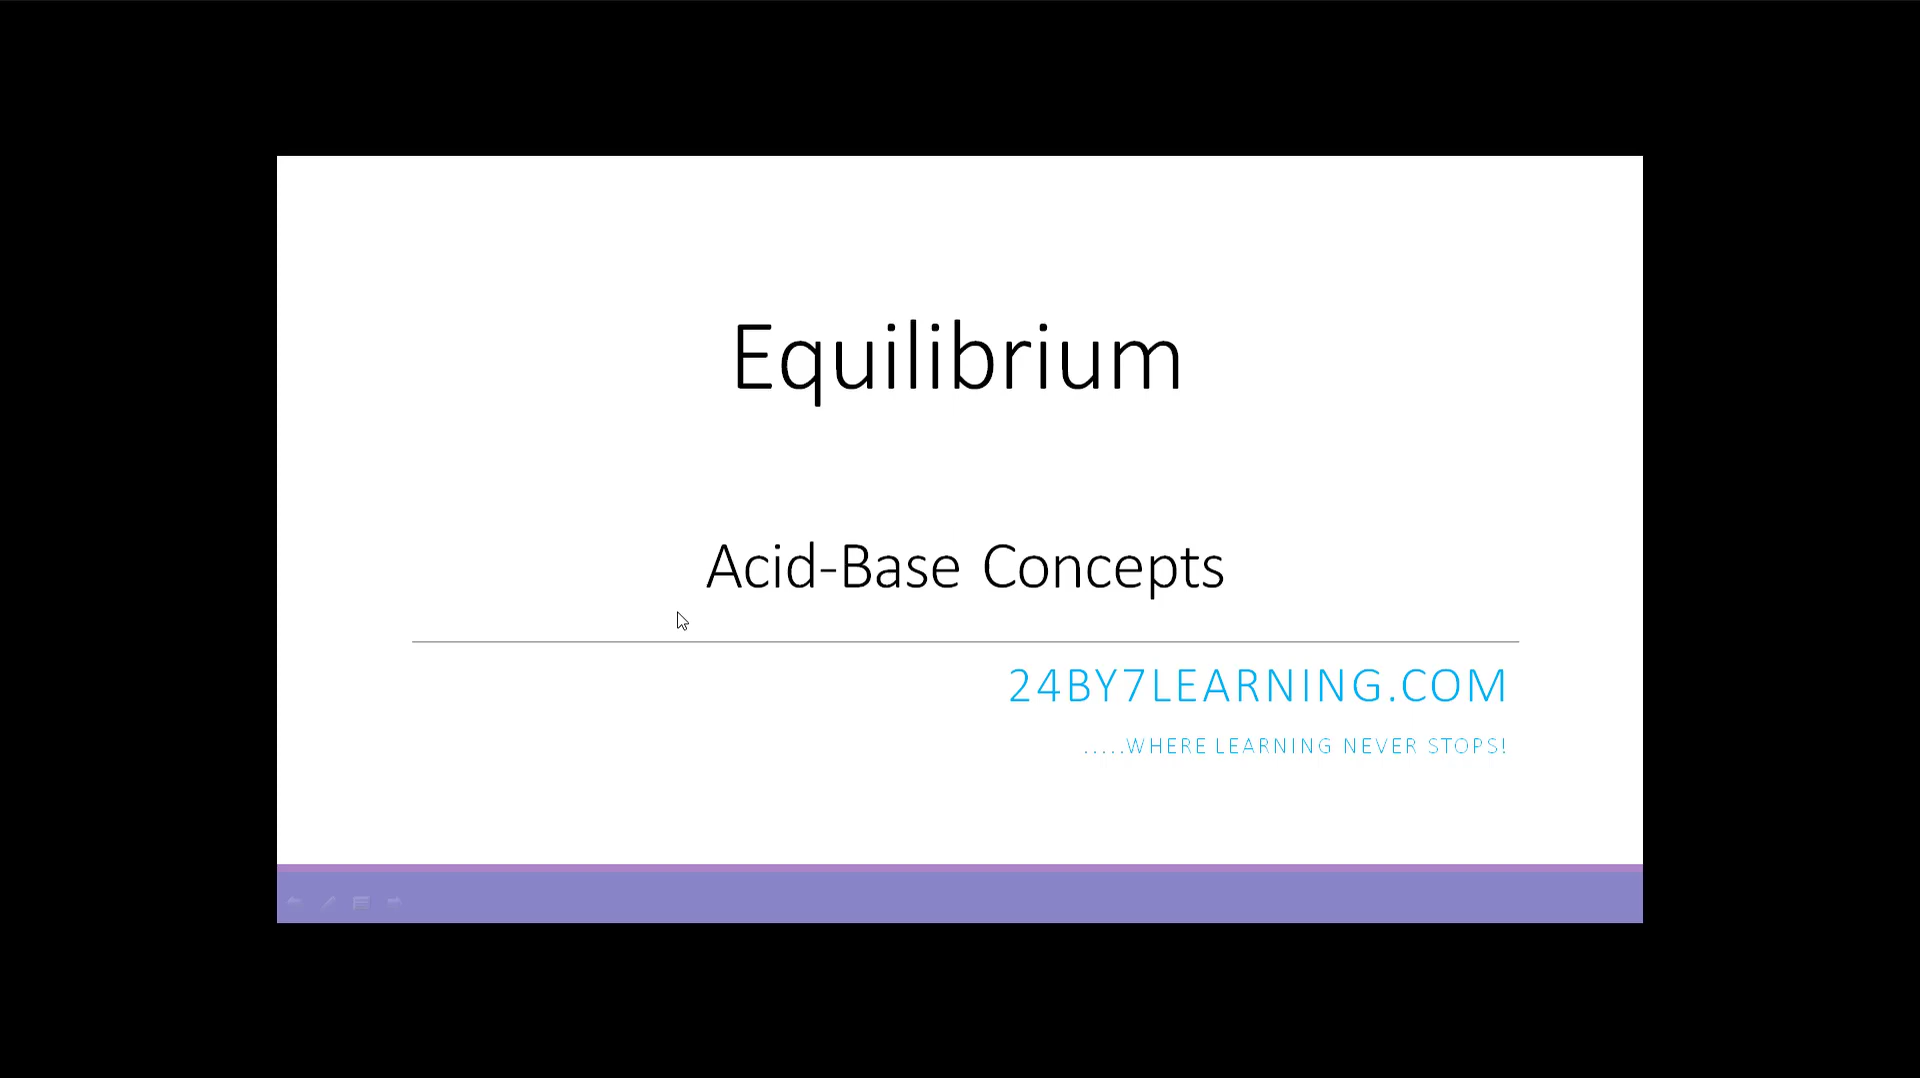 Equilibrium
Acid-Base Concepts
24BY7LEARNING.COM
.....WHERE LEARNING NEVER STOPS!